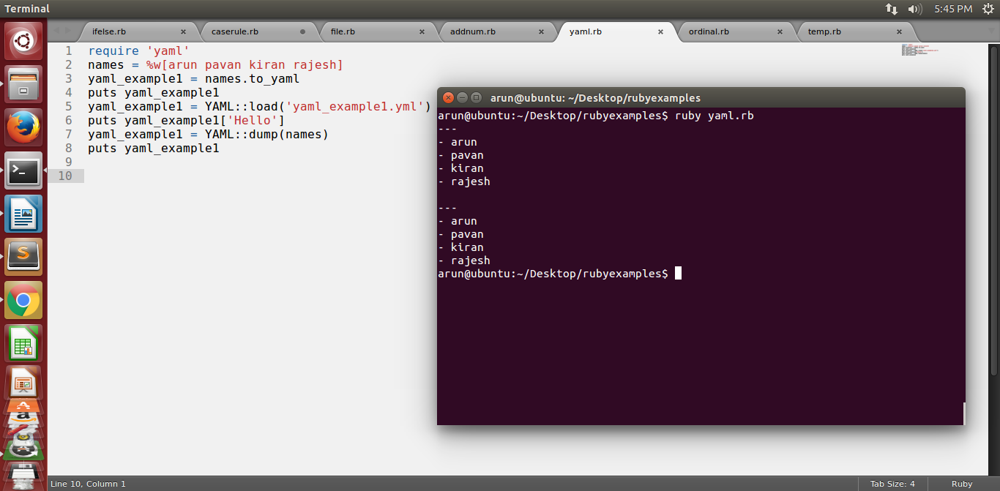 Terminal
5:45 PM
ifelse.rb
caserule.rb
file.rb
addnum.rb
yaml.rb
ordinal.rb
temp.rb
1 require 'yaml'
2 names = %w[arun pavan kiran rajesh]
3 yaml_example1 = names.to_yaml
4 puts yaml_example1
5 yaml_example1 = YAML::load('yaml_example1.yml')
6 puts yaml_example1['Hello']
7 yaml_example1 = YAML::dump(names)
8 puts yaml_example1
9
10
arun@ubuntu: ~/Desktop/rubyexamples
arun@ubuntu:~/Desktop/rubyexamples$ ruby yaml.rb
---
- arun
- pavan
- kiran
- rajesh
---
- arun
- pavan
- kiran
- rajesh
arun@ubuntu:~/Desktop/rubyexamples$
Line 10, Column 1
Tab Size: 4
Ruby